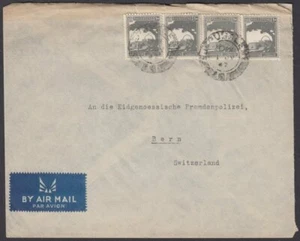 An die Eidgenossische Fremdenpolizei,
Bern
Switzerland
BY AIR MAIL
PAR AVION